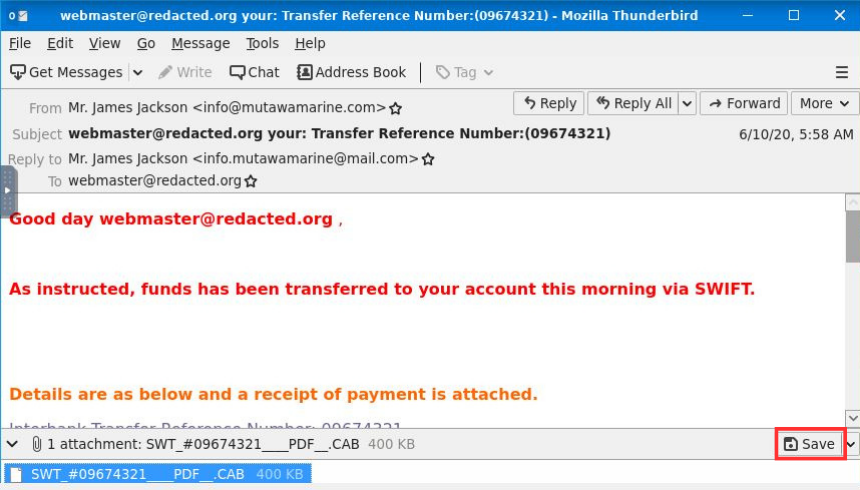 webmaster@redacted.org your: Transfer Reference Number:(09674321) - Mozilla Thunderbird
File Edit View Go Message Tools Help
Get Messages Write Chat Address Book Tag
From Mr. James Jackson <info@mutawamarine.com> Reply Reply All Forward More
Subject webmaster@redacted.org your: Transfer Reference Number:(09674321) 6/10/20, 5:58 AM
Reply to Mr. James Jackson <info.mutawamarine@mail.com>
To webmaster@redacted.org
Good day webmaster@redacted.org ,
As instructed, funds has been transferred to your account this morning via SWIFT.
Details are as below and a receipt of payment is attached.
Interbank Transfer Reference Number: 09674321
1 attachment: SWT_#09674321____PDF__.CAB 400 KB Save
SWT_#09674321____PDF__.CAB 400 KB